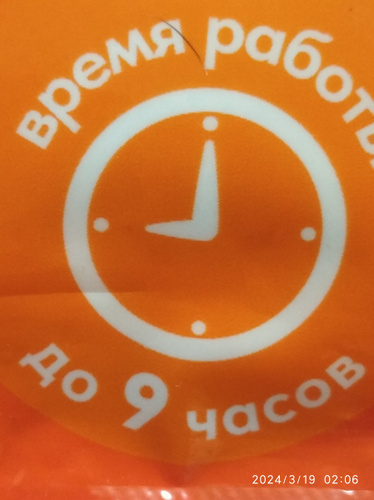 время работы
до 9 часов
2024/3/19 02:06